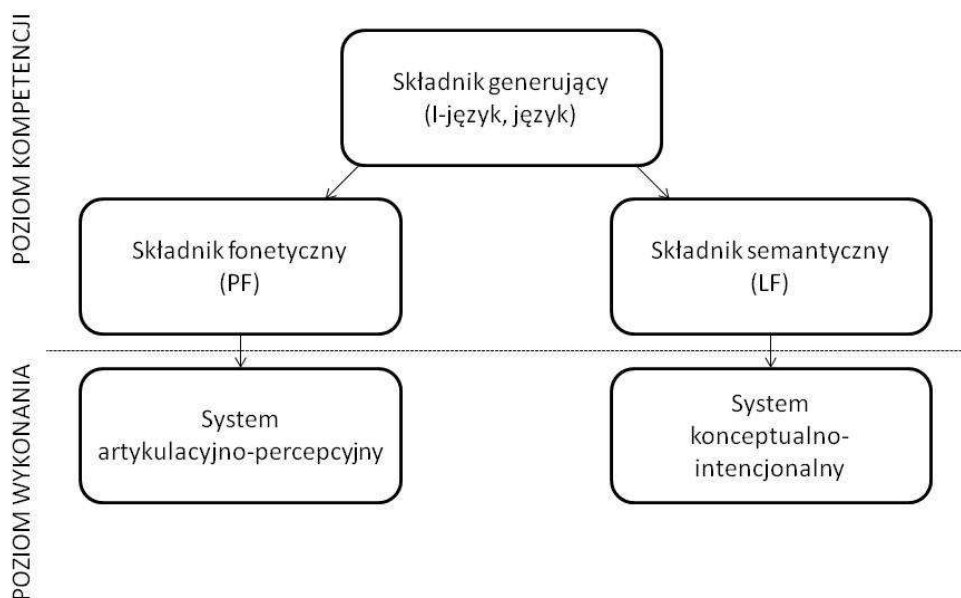 POZIOM KOMPETENCJI
Składnik generujący
(I-język, język)
Składnik fonetyczny
(PF)
Składnik semantyczny
(LF)
POZIOM WYKONANIA
System
artykulacyjno-percepcyjny
System
konceptualno-
intencjonalny